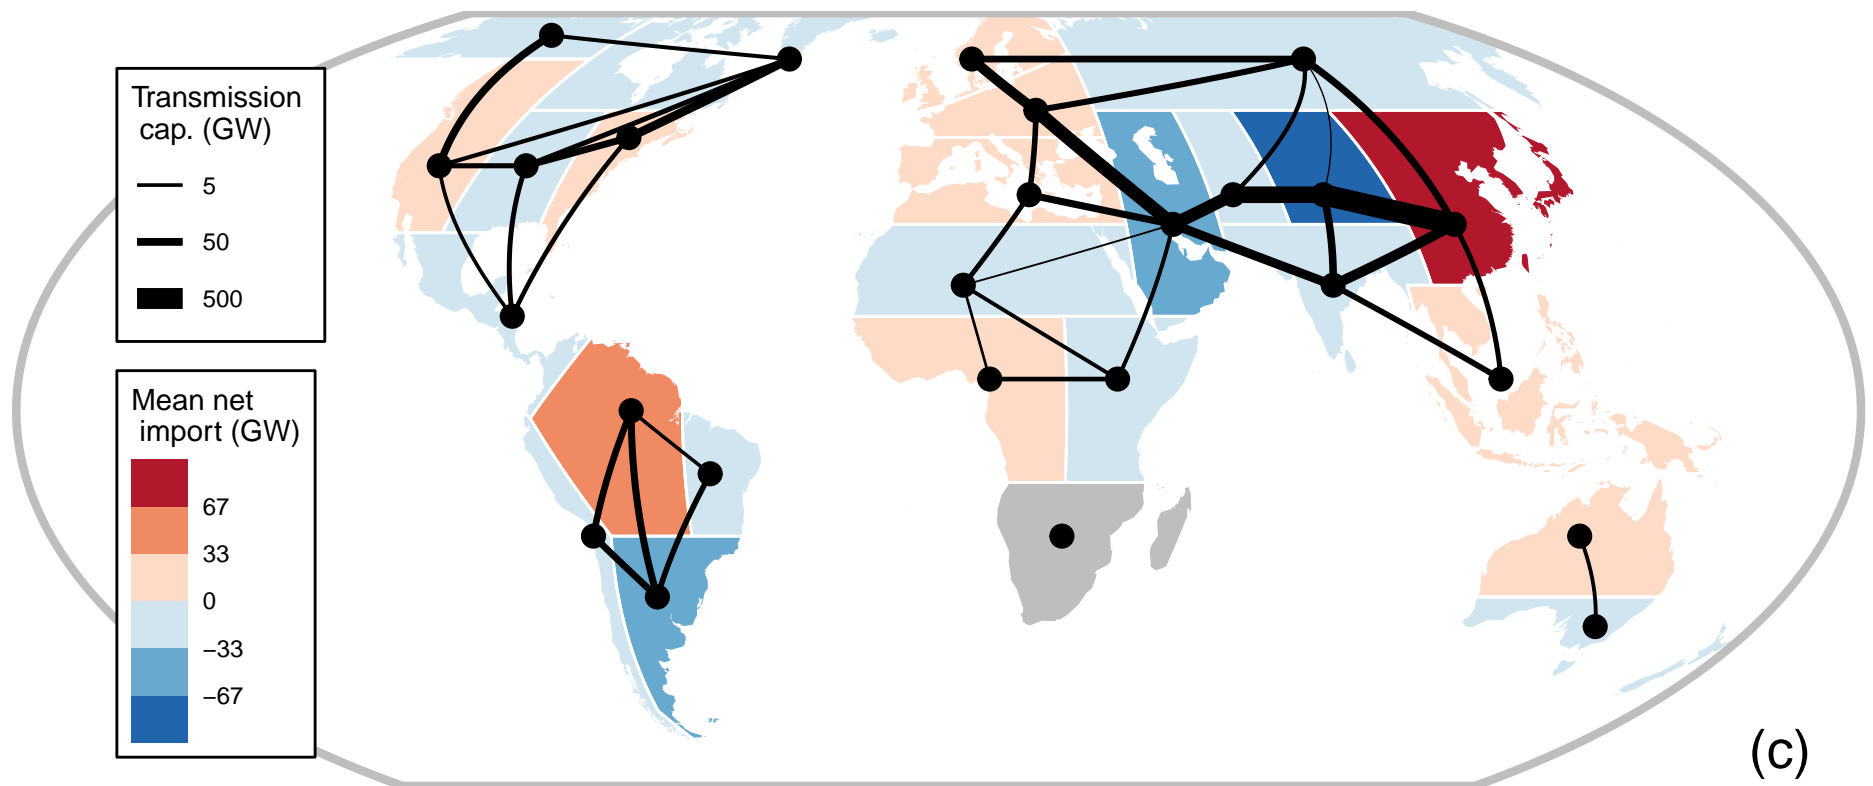 Transmission
cap. (GW)
5
50
500
Mean net
import (GW)
67
33
0
−33
−67
(c)